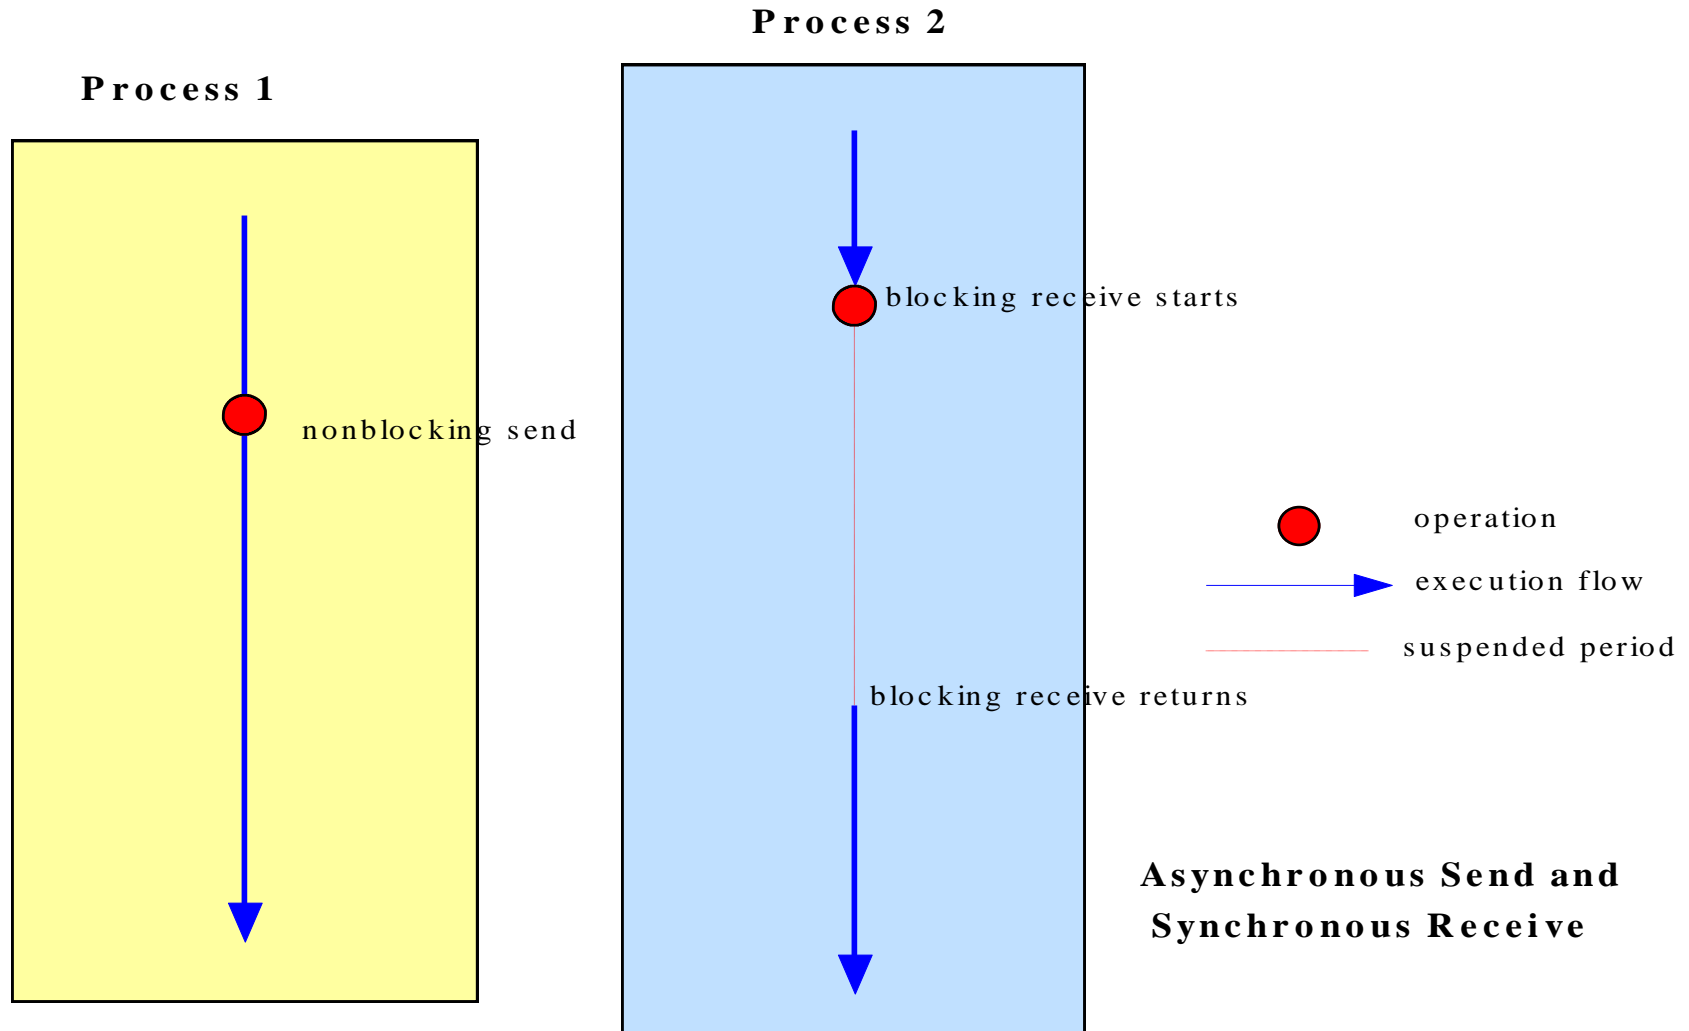 Process 2
Process 1
blocking receive starts
nonblocking send
operation
execution flow
suspended period
blocking receive returns
Asynchronous Send and
Synchronous Receive